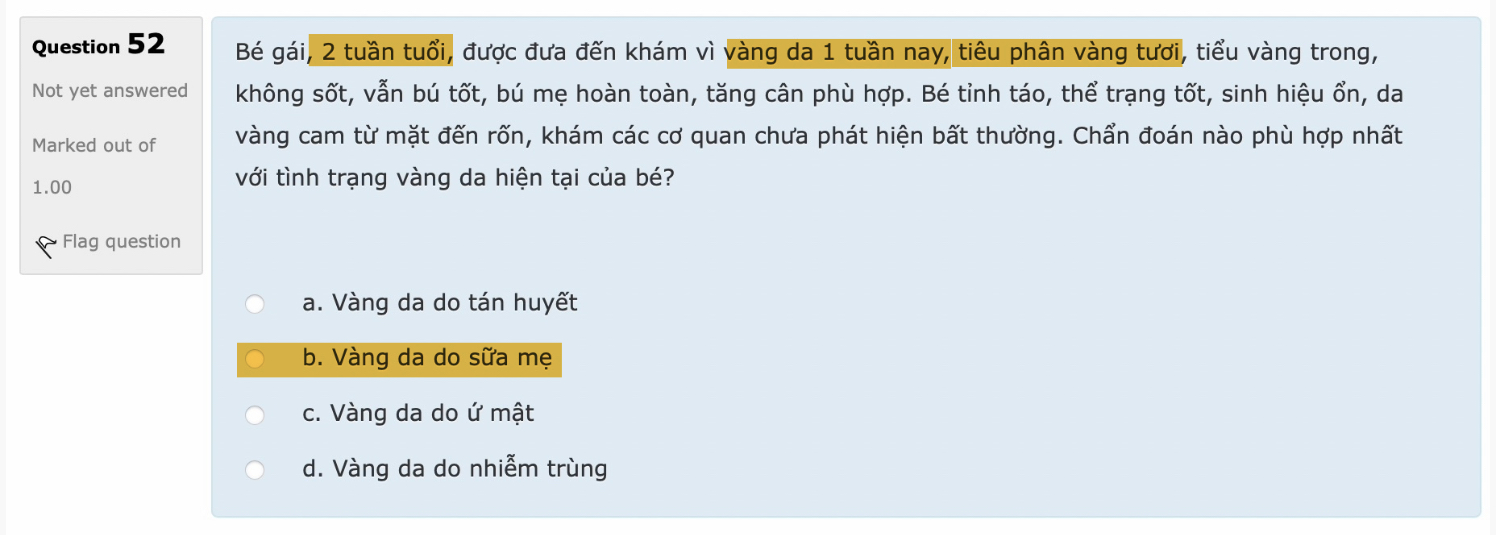 Question 52
Not yet answered
Marked out of
1.00
Flag question
Bé gái, 2 tuần tuổi, được đưa đến khám vì vàng da 1 tuần nay, tiêu phân vàng tươi, tiểu vàng trong,
không sốt, vẫn bú tốt, bú mẹ hoàn toàn, tăng cân phù hợp. Bé tỉnh táo, thể trạng tốt, sinh hiệu ổn, da
vàng cam từ mặt đến rốn, khám các cơ quan chưa phát hiện bất thường. Chẩn đoán nào phù hợp nhất
với tình trạng vàng da hiện tại của bé?
a. Vàng da do tán huyết
b. Vàng da do sữa mẹ
c. Vàng da do ứ mật
d. Vàng da do nhiễm trùng